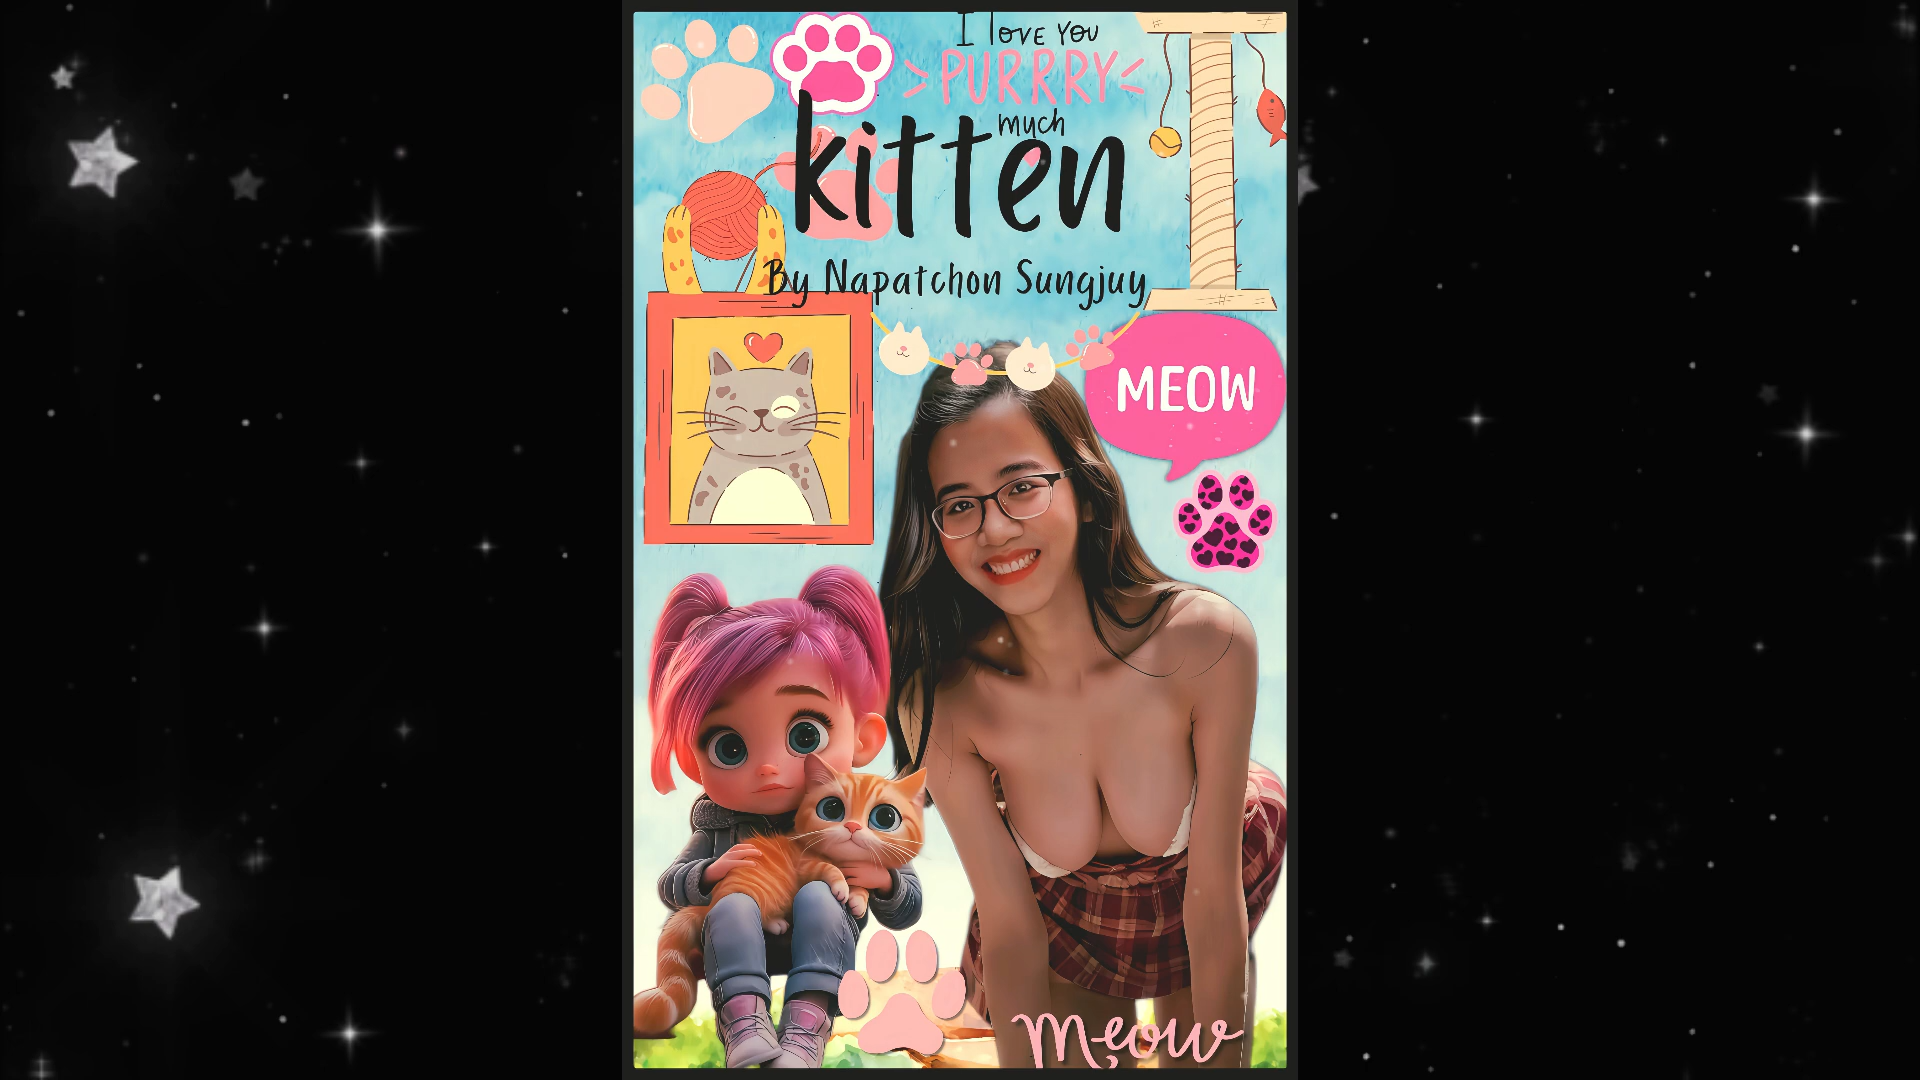 I love you
PURRRY
much
kitten
By Napatchon Sungjuy
MEOW
Meow